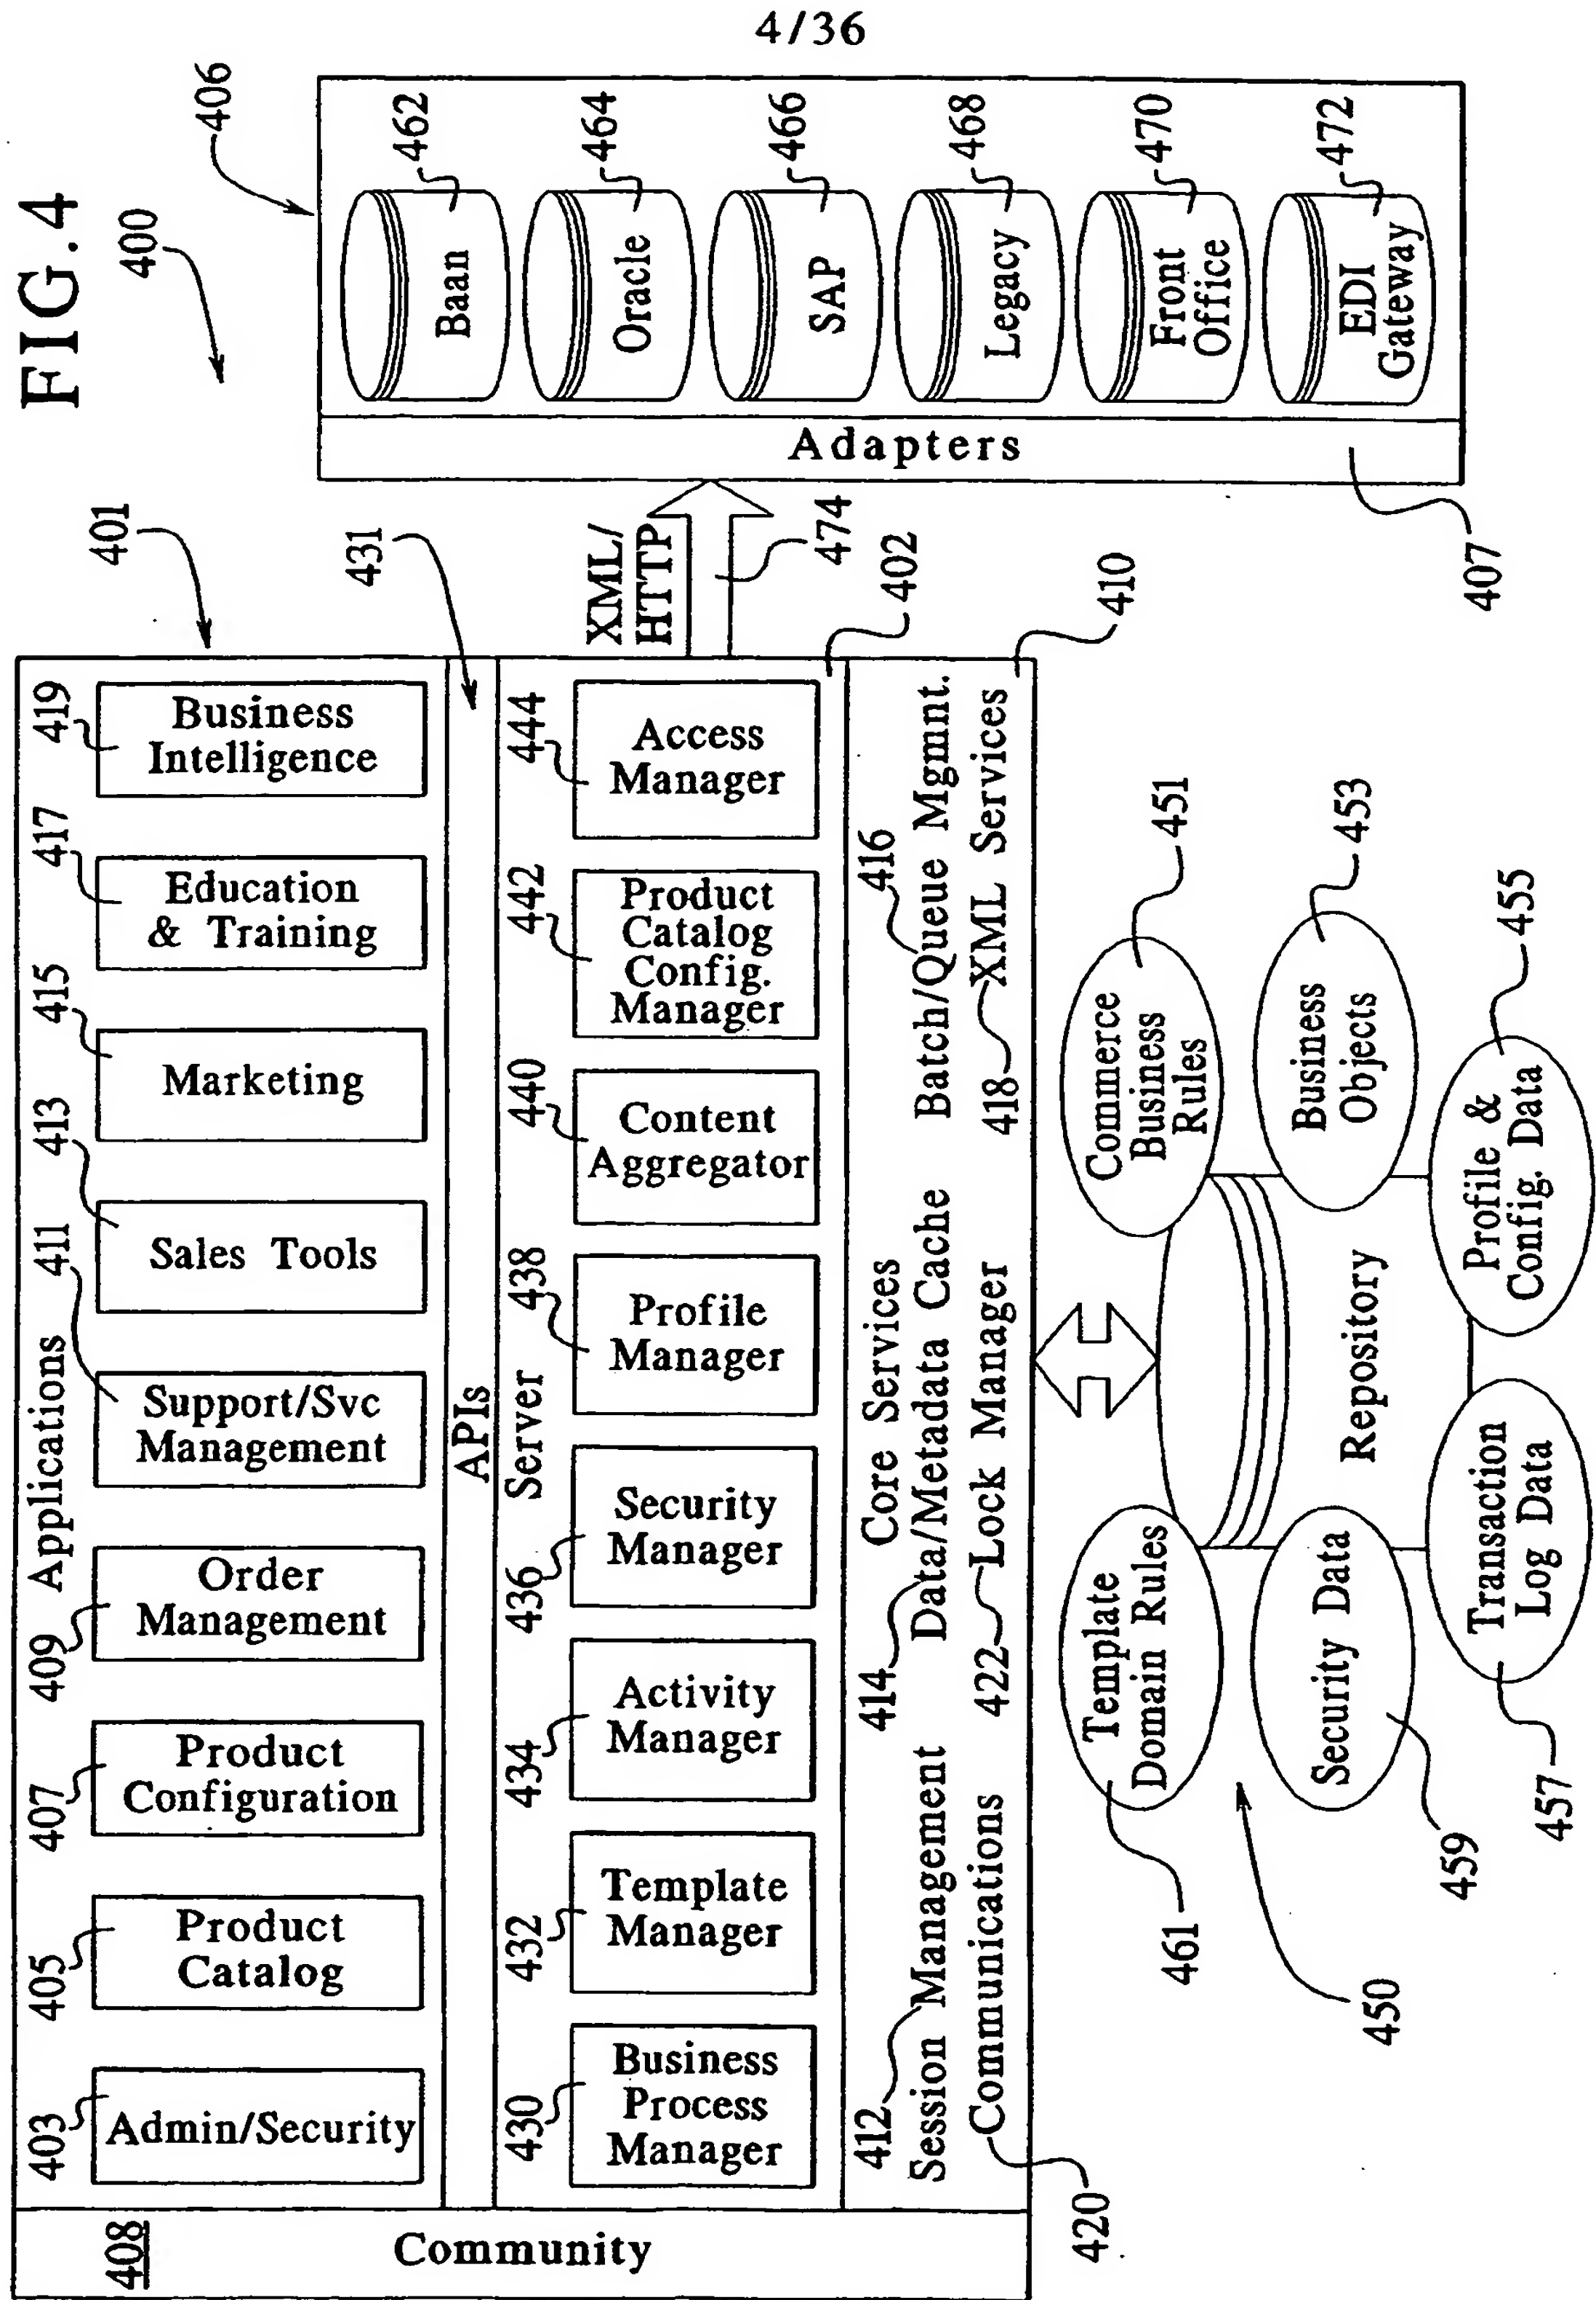 4/36
FIG.4
400
401
406
408
Community
Applications
403
Admin/Security
405
Product
Catalog
407
Product
Configuration
409
Order
Management
411
Support/Svc
Management
413
Sales Tools
415
Marketing
417
Education
& Training
419
Business
Intelligence
APIs
431
Server
430
Business
Process
Manager
432
Template
Manager
434
Activity
Manager
436
Security
Manager
438
Profile
Manager
440
Content
Aggregator
442
Product
Catalog
Config.
Manager
444
Access
Manager
402
Core Services
412 Session Management
414 Data/Metadata Cache
416 Batch/Queue Mgmnt.
420 Communications
422 Lock Manager
418 XML Services
410
XML/
HTTP
474
Adapters
407
Baan
462
Oracle
464
SAP
466
Legacy
468
Front
Office
470
EDI
Gateway
472
Repository
450
Template
Domain Rules
461
Security Data
459
Transaction
Log Data
457
Profile &
Config. Data
455
Business
Objects
453
Commerce
Business
Rules
451